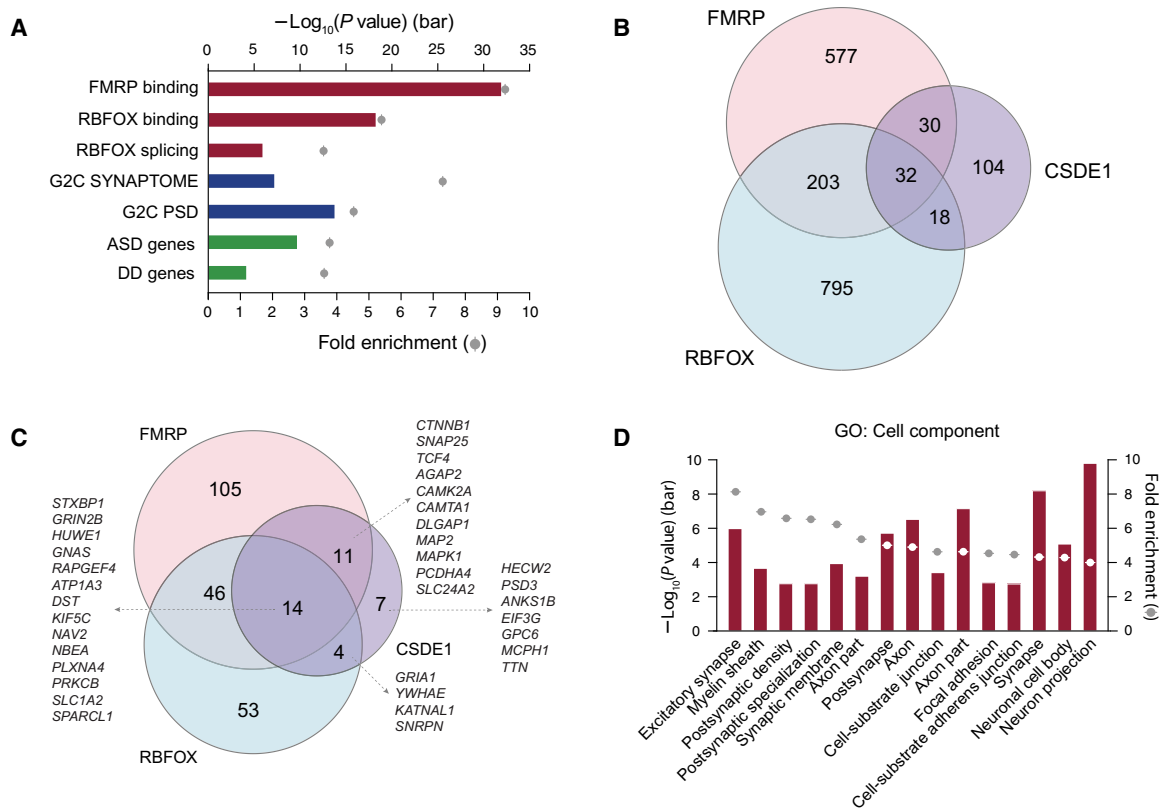 A
−Log10(P value) (bar)
0 5 10 15 20 25 30 35
FMRP binding
RBFOX binding
RBFOX splicing
G2C SYNAPTOME
G2C PSD
ASD genes
DD genes
0 1 2 3 4 5 6 7 8 9 10
Fold enrichment ( )
B
FMRP
577
30
CSDE1
104
203
32
18
795
RBFOX
C
FMRP
105
11
46
14
7
4
CSDE1
53
RBFOX
STXBP1
GRIN2B
HUWE1
GNAS
RAPGEF4
ATP1A3
DST
KIF5C
NAV2
NBEA
PLXNA4
PRKCB
SLC1A2
SPARCL1
CTNNB1
SNAP25
TCF4
AGAP2
CAMK2A
CAMTA1
DLGAP1
MAP2
MAPK1
PCDHA4
SLC24A2
HECW2
PSD3
ANKS1B
EIF3G
GPC6
MCPH1
TTN
GRIA1
YWHAE
KATNAL1
SNRPN
D
GO: Cell component
−Log10(P value) (bar)
10
8
6
4
2
0
Fold enrichment ( )
10
8
6
4
2
0
Excitatory synapse
Myelin sheath
Postsynaptic density
Postsynaptic specialization
Synaptic membrane
Axon part
Postsynapse
Axon
Cell-substrate junction
Axon part
Focal adhesion
Cell-substrate adherens junction
Synapse
Neuronal cell body
Neuron projection